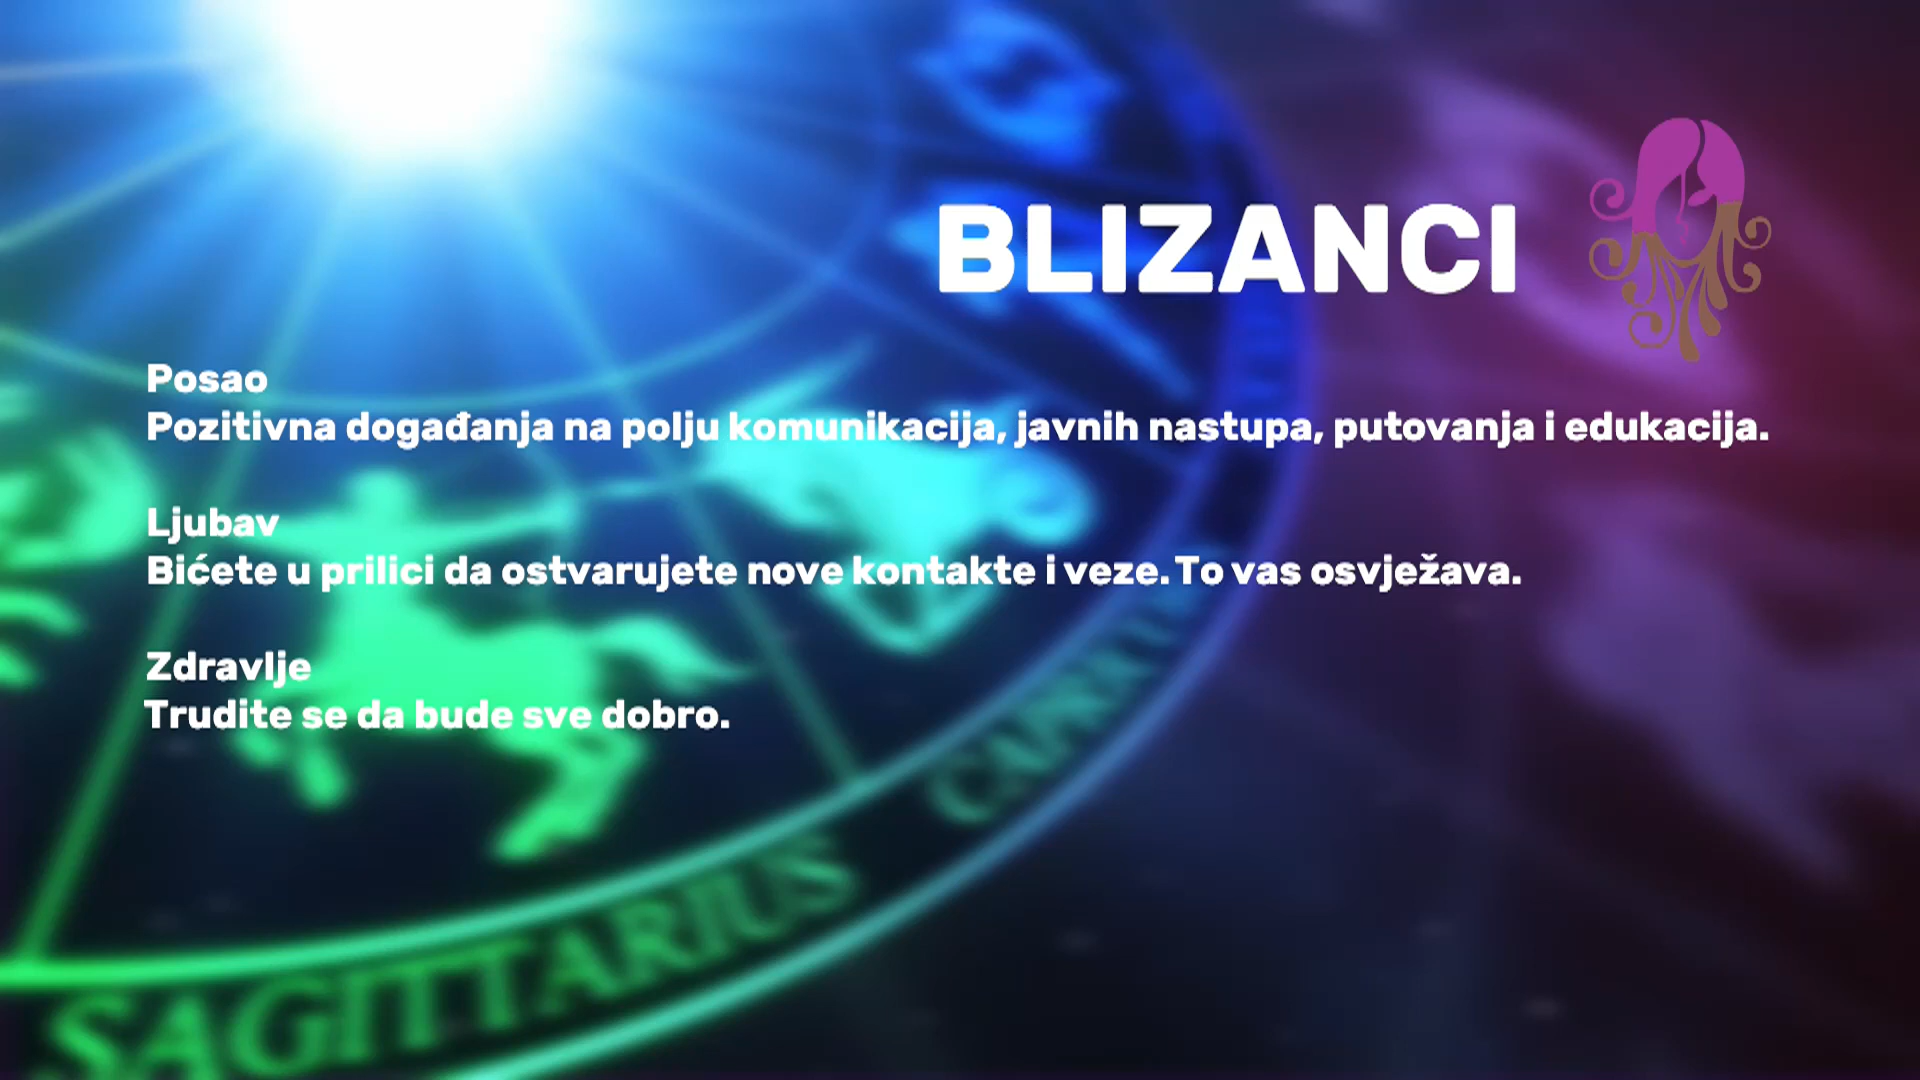 BLIZANCI
Posao
Pozitivna događanja na polju komunikacija, javnih nastupa, putovanja i edukacija.
Ljubav
Bićete u prilici da ostvarujete nove kontakte i veze. To vas osvježava.
Zdravlje
Trudite se da bude sve dobro.
SAGITTARIUS